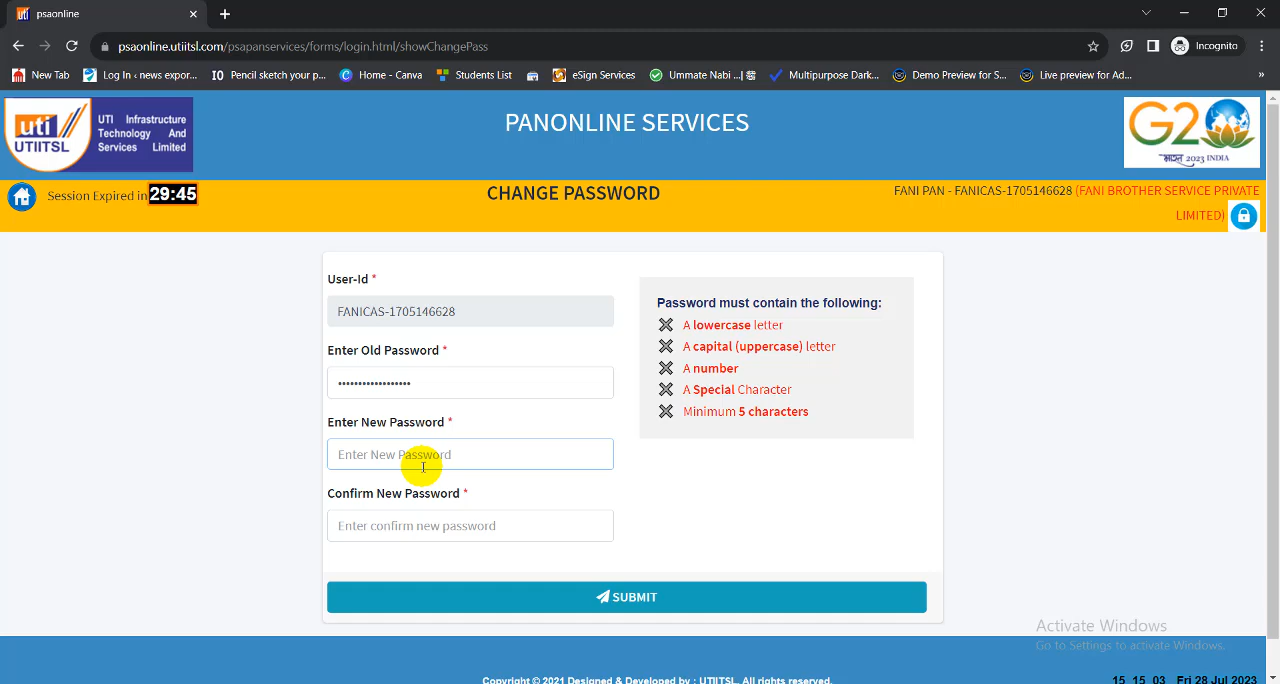 psaonline
psaonline.utiitsl.com/psapanservices/forms/login.html/showChangePass
Incognito
New Tab
Log In ‹ news expor...
IO Pencil sketch your p...
Home - Canva
Students List
eSign Services
Ummate Nabi ...|
Multipurpose Dark...
Demo Preview for S...
Live preview for Ad...
»
uti
UTIITSL
UTI Infrastructure
Technology And
Services Limited
PANONLINE SERVICES
G20
भारत 2023 INDIA
Session Expired in 29:45
CHANGE PASSWORD
FANI PAN - FANICAS-1705146628 (FANI BROTHER SERVICE PRIVATE
LIMITED)
User-Id *
FANICAS-1705146628
Enter Old Password *
••••••••••••••••••
Enter New Password *
Enter New Password
Confirm New Password *
Enter confirm new password
Password must contain the following:
A lowercase letter
A capital (uppercase) letter
A number
A Special Character
Minimum 5 characters
SUBMIT
Activate Windows
Go to Settings to activate Windows.
Copyright © 2021 Designed & Developed by : UTIITSL. All rights reserved.
15 15 03 Fri 28 Jul 2023